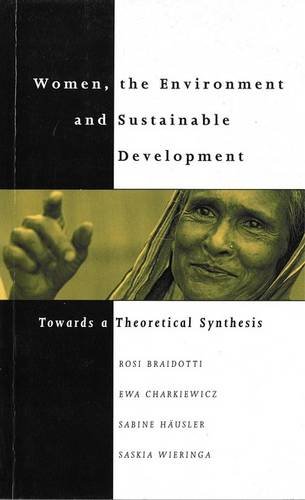 Women, the Environment
and Sustainable
Development
Towards a Theoretical Synthesis
ROSI BRAIDOTTI
EWA CHARKIEWICZ
SABINE HÄUSLER
SASKIA WIERINGA